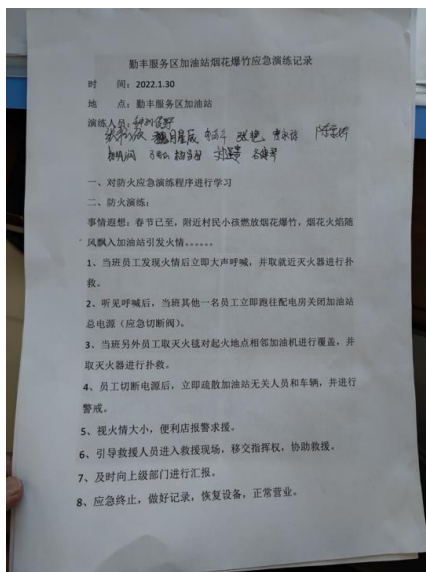 勤丰服务区加油站烟花爆竹应急演练记录
时 间：2022.1.30
地 点：勤丰服务区加油站
演练人员：
一、对防火应急演练程序进行学习
二、防火演练：
事情遐想：春节已至，附近村民小孩燃放烟花爆竹，烟花火焰随
风飘入加油站引发火情。。。。。。
1、当班员工发现火情后立即大声呼喊，并取就近灭火器进行扑
救。
2、听见呼喊后，当班其他一名员工立即跑往配电房关闭加油站
总电源（应急切断阀）。
3、当班另外员工取灭火毯对起火地点相邻加油机进行覆盖，并
取灭火器进行扑救。
4、员工切断电源后，立即疏散加油站无关人员和车辆，并进行
警戒。
5、视火情大小，便利店报警求援。
6、引导救援人员进入救援现场，移交指挥权，协助救援。
7、及时向上级部门进行汇报。
8、应急终止，做好记录，恢复设备，正常营业。